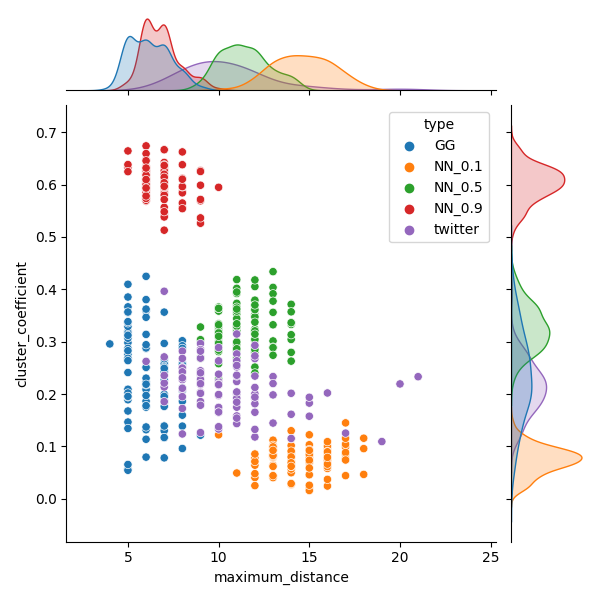 type
GG
NN_0.1
NN_0.5
NN_0.9
twitter
0.7
0.6
0.5
0.4
0.3
0.2
0.1
0.0
cluster_coefficient
5 10 15 20 25
maximum_distance